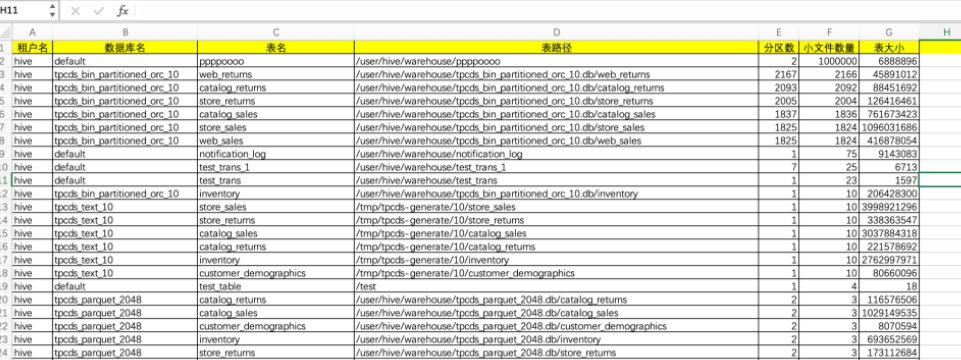 H11 fx
A B C D E F G H
1 租户名 数据库名 表名 表路径 分区数 小文件数量 表大小
2 hive default pppppoooo /user/hive/warehouse/pppppoooo 2 1000000 6888896
3 hive tpcds_bin_partitioned_orc_10 web_returns /user/hive/warehouse/tpcds_bin_partitioned_orc_10.db/web_returns 2167 2166 45891012
4 hive tpcds_bin_partitioned_orc_10 catalog_returns /user/hive/warehouse/tpcds_bin_partitioned_orc_10.db/catalog_returns 2093 2092 88451692
5 hive tpcds_bin_partitioned_orc_10 store_returns /user/hive/warehouse/tpcds_bin_partitioned_orc_10.db/store_returns 2005 2004 126416461
6 hive tpcds_bin_partitioned_orc_10 catalog_sales /user/hive/warehouse/tpcds_bin_partitioned_orc_10.db/catalog_sales 1837 1836 761673423
7 hive tpcds_bin_partitioned_orc_10 store_sales /user/hive/warehouse/tpcds_bin_partitioned_orc_10.db/store_sales 1825 1824 1096031686
8 hive tpcds_bin_partitioned_orc_10 web_sales /user/hive/warehouse/tpcds_bin_partitioned_orc_10.db/web_sales 1825 1824 416878054
9 hive default notification_log /user/hive/warehouse/notification_log 1 75 9143083
10 hive default test_trans_1 /user/hive/warehouse/test_trans_1 7 25 6713
11 hive default test_trans /user/hive/warehouse/test_trans 1 23 1597
12 hive tpcds_bin_partitioned_orc_10 inventory /user/hive/warehouse/tpcds_bin_partitioned_orc_10.db/inventory 1 10 206428300
13 hive tpcds_text_10 store_sales /tmp/tpcds-generate/10/store_sales 1 10 3998921296
14 hive tpcds_text_10 store_returns /tmp/tpcds-generate/10/store_returns 1 10 338363547
15 hive tpcds_text_10 catalog_sales /tmp/tpcds-generate/10/catalog_sales 1 10 3037884318
16 hive tpcds_text_10 catalog_returns /tmp/tpcds-generate/10/catalog_returns 1 10 221578692
17 hive tpcds_text_10 inventory /tmp/tpcds-generate/10/inventory 1 10 2762997971
18 hive tpcds_text_10 customer_demographics /tmp/tpcds-generate/10/customer_demographics 1 10 80660096
19 hive default test_table /test 1 4 18
20 hive tpcds_parquet_2048 catalog_returns /user/hive/warehouse/tpcds_parquet_2048.db/catalog_returns 2 3 116576506
21 hive tpcds_parquet_2048 catalog_sales /user/hive/warehouse/tpcds_parquet_2048.db/catalog_sales 2 3 1029149535
22 hive tpcds_parquet_2048 customer_demographics /user/hive/warehouse/tpcds_parquet_2048.db/customer_demographics 2 3 8070594
23 hive tpcds_parquet_2048 inventory /user/hive/warehouse/tpcds_parquet_2048.db/inventory 2 3 693652569
24 hive tpcds_parquet_2048 store_returns /user/hive/warehouse/tpcds_parquet_2048.db/store_returns 2 3 173112684